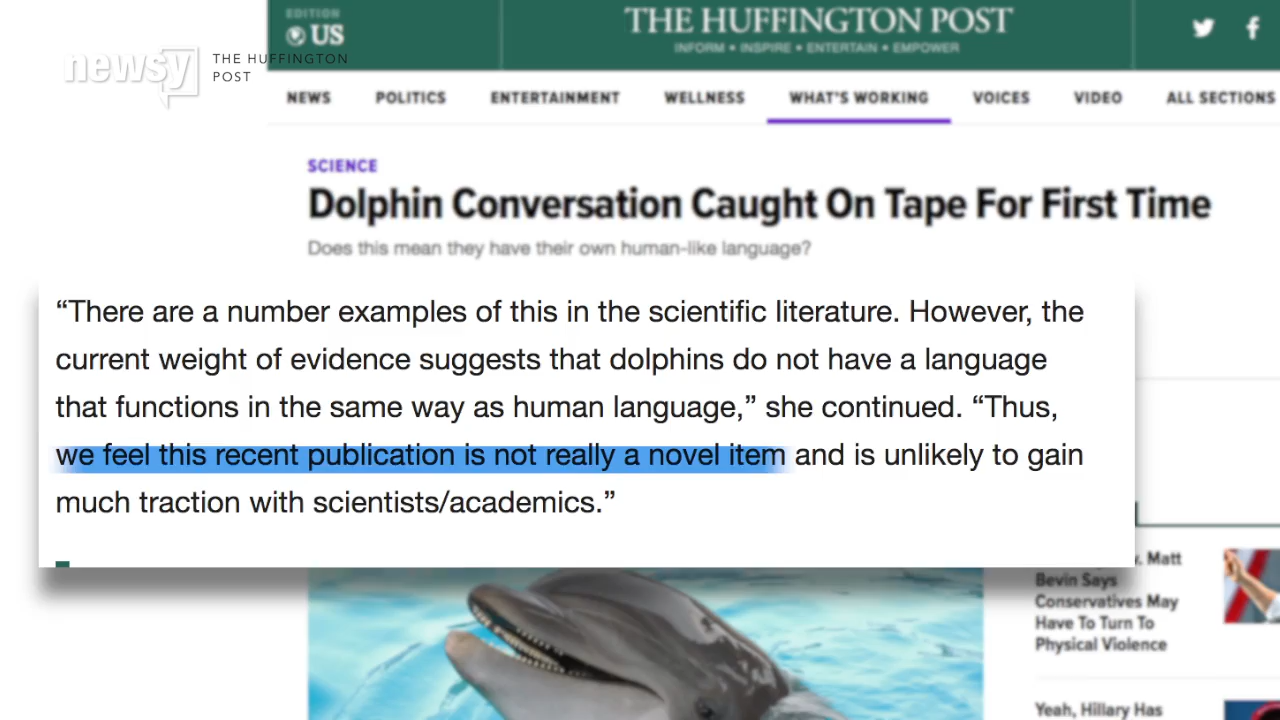 EDITION
US
THE HUFFINGTON POST
INFORM • INSPIRE • ENTERTAIN • EMPOWER
newsy
THE HUFFINGTON
POST
NEWS POLITICS ENTERTAINMENT WELLNESS WHAT'S WORKING VOICES VIDEO ALL SECTIONS
SCIENCE
Dolphin Conversation Caught On Tape For First Time
Does this mean they have their own human-like language?
“There are a number examples of this in the scientific literature. However, the
current weight of evidence suggests that dolphins do not have a language
that functions in the same way as human language,” she continued. “Thus,
we feel this recent publication is not really a novel item and is unlikely to gain
much traction with scientists/academics.”
Matt
Bevin Says
Conservatives May
Have To Turn To
Physical Violence
Yeah, Hillary Has